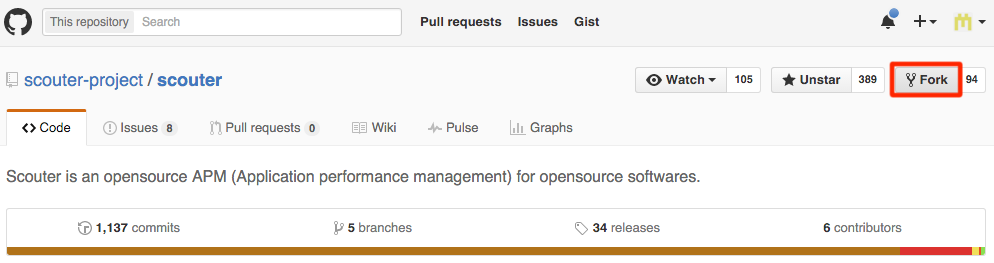 This repository Search Pull requests Issues Gist
scouter-project / scouter Watch 105 Unstar 389 Fork 94
Code Issues 8 Pull requests 0 Wiki Pulse Graphs
Scouter is an opensource APM (Application performance management) for opensource softwares.
1,137 commits 5 branches 34 releases 6 contributors